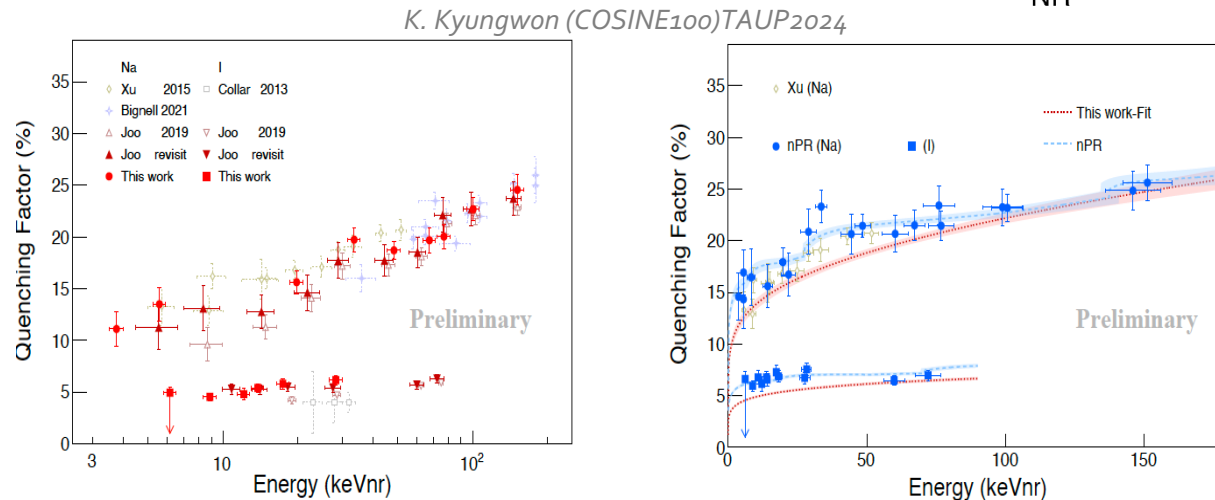 NR
K. Kyungwon (COSINE100)TAUP2024
Quenching Factor (%)
35
30
25
20
15
10
5
0
Na I
Xu 2015 Collar 2013
Bignell 2021
Joo 2019 Joo 2019
Joo revisit Joo revisit
This work This work
Preliminary
3 10 10²
Energy (keVnr)
Quenching Factor (%)
35
30
25
20
15
10
5
0
Xu (Na)
This work-Fit
nPR (Na) (I) nPR
Preliminary
0 50 100 150
Energy (keVnr)